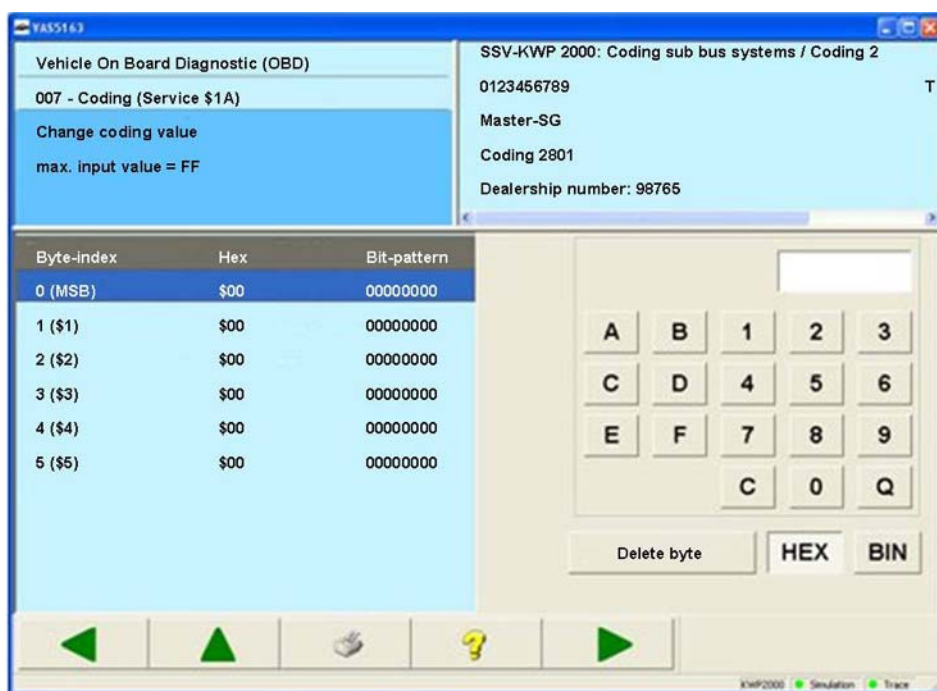 VAS5163
Vehicle On Board Diagnostic (OBD)
007 - Coding (Service $1A)
Change coding value
max. input value = FF
SSV-KWP 2000: Coding sub bus systems / Coding 2
0123456789 T
Master-SG
Coding 2801
Dealership number: 98765
Byte-index Hex Bit-pattern
0 (MSB) $00 00000000
1 ($1) $00 00000000
2 ($2) $00 00000000
3 ($3) $00 00000000
4 ($4) $00 00000000
5 ($5) $00 00000000
A B 1 2 3
C D 4 5 6
E F 7 8 9
C 0 Q
Delete byte HEX BIN
?
KWP2000 Simulation Trace